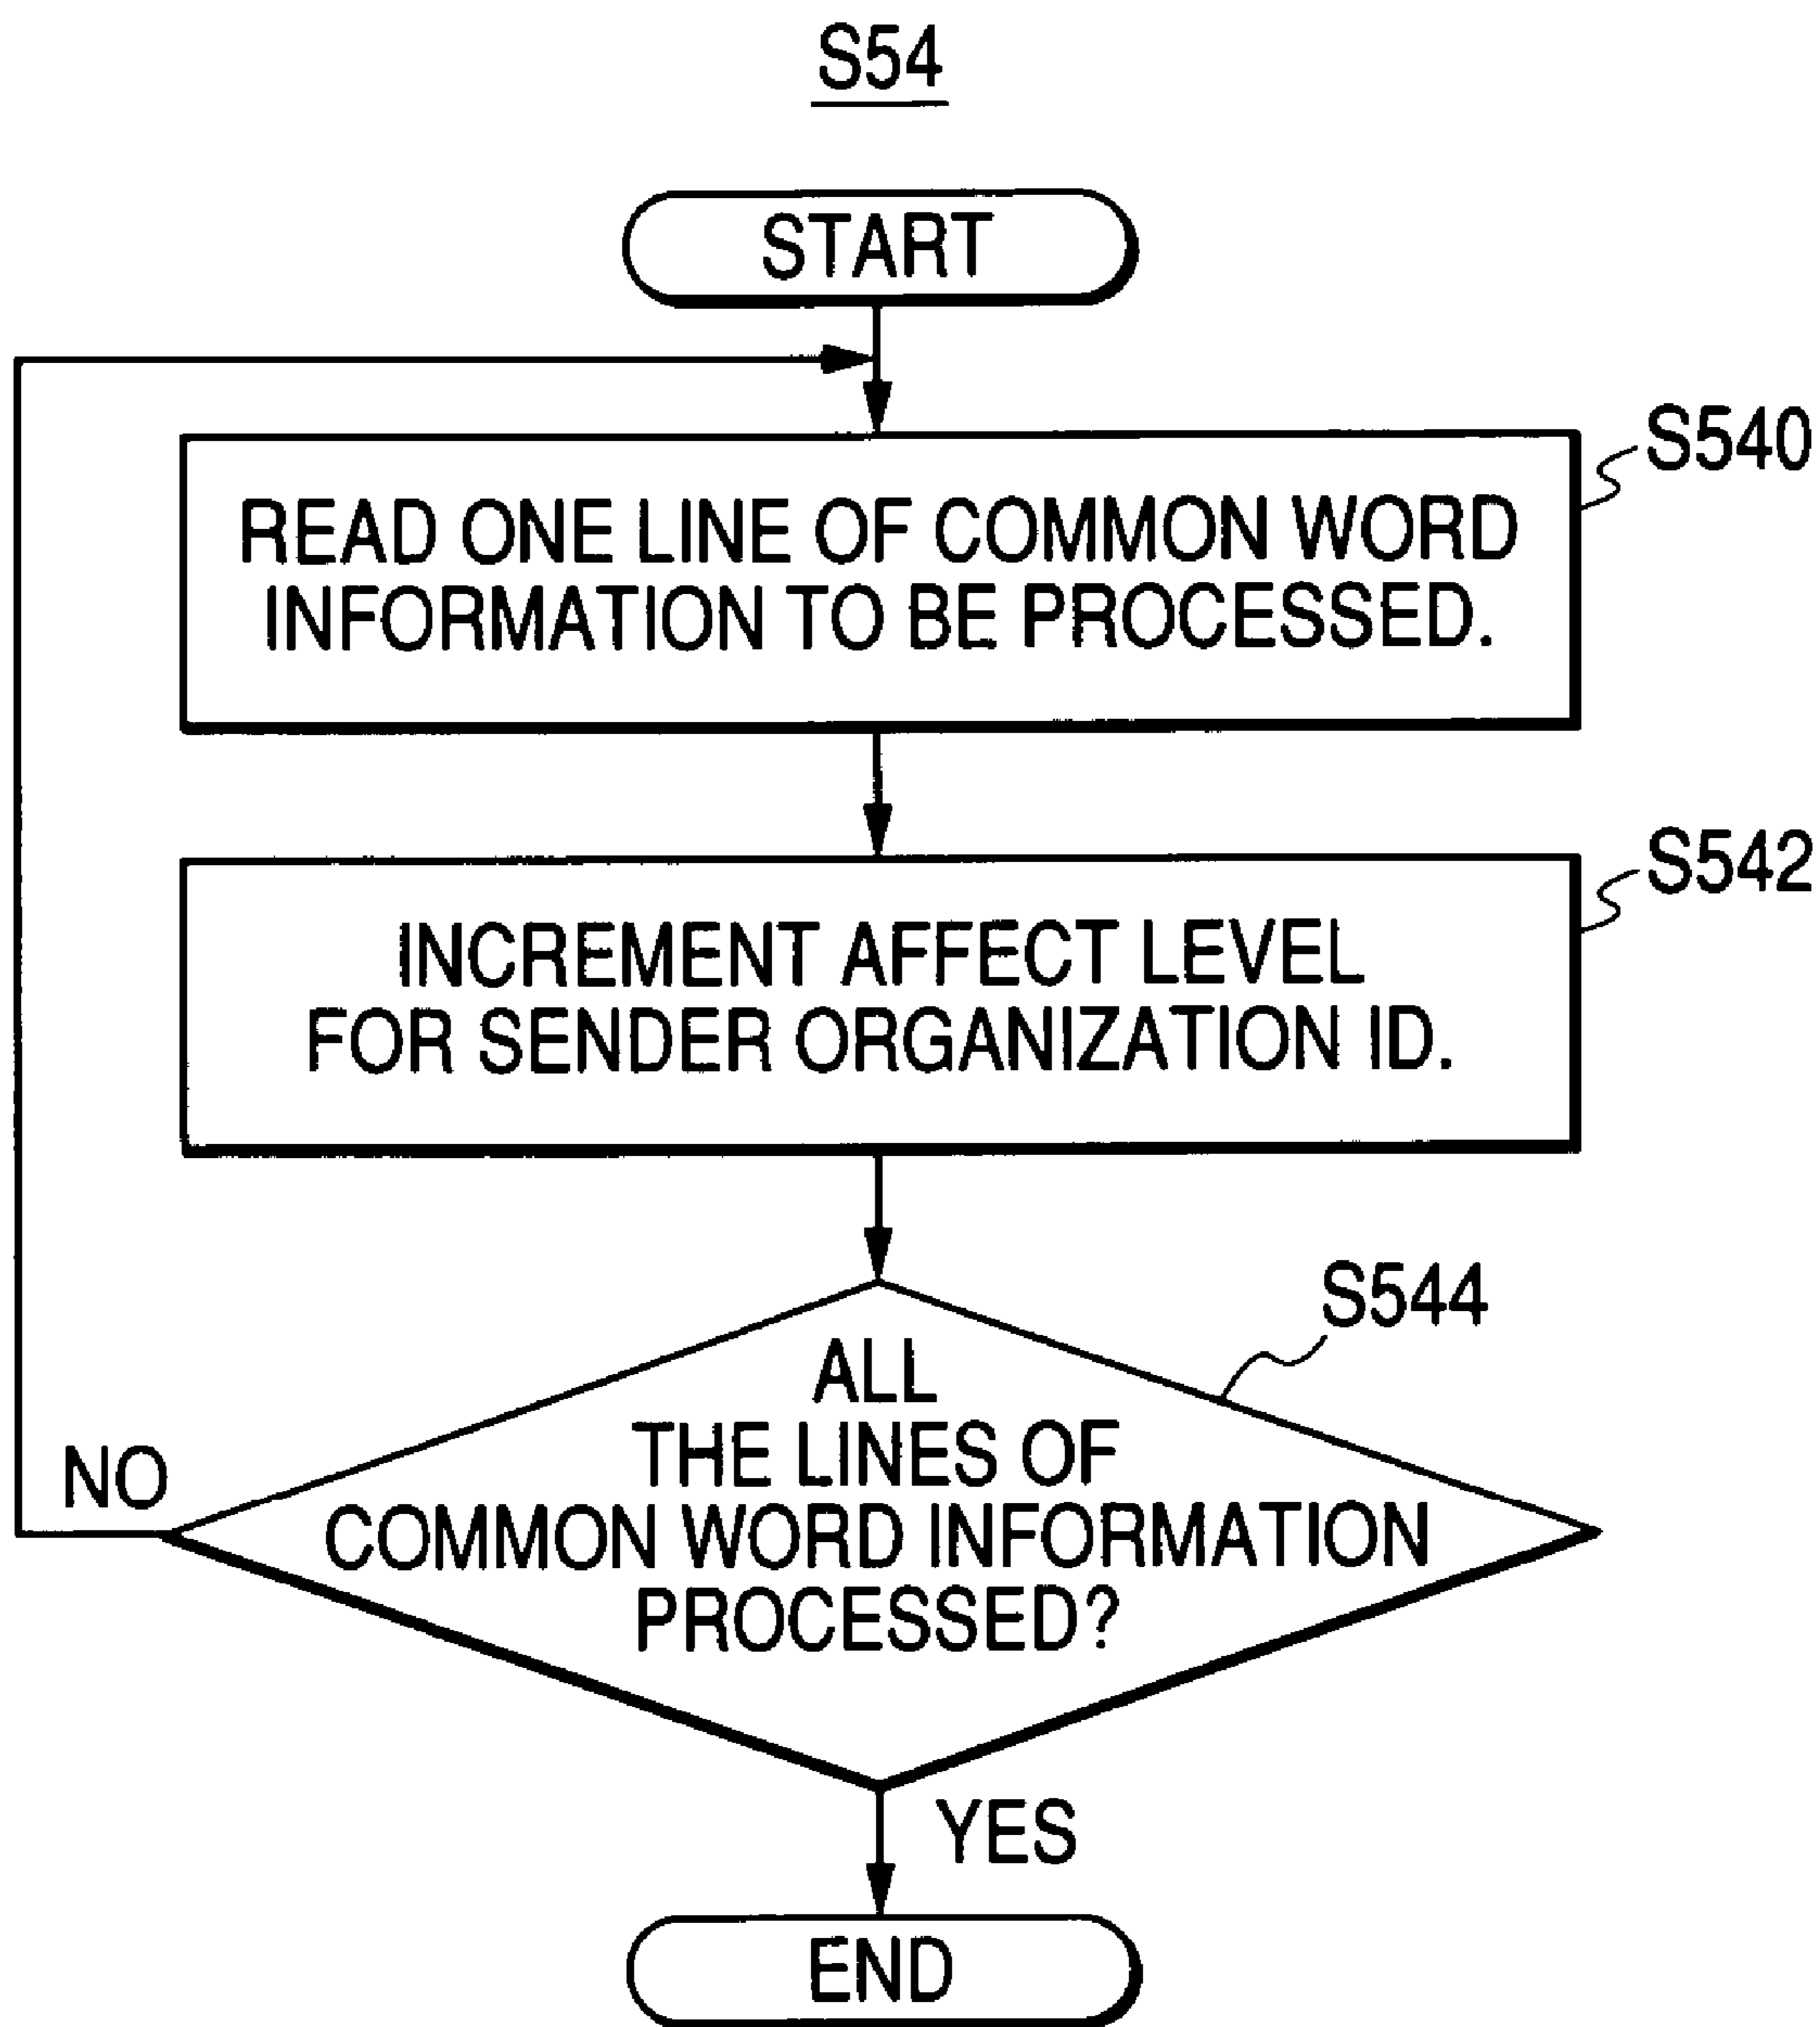 S54
START
S540
READ ONE LINE OF COMMON WORD
INFORMATION TO BE PROCESSED.
S542
INCREMENT AFFECT LEVEL
FOR SENDER ORGANIZATION ID.
S544
ALL
THE LINES OF
COMMON WORD INFORMATION
PROCESSED?
NO
YES
END